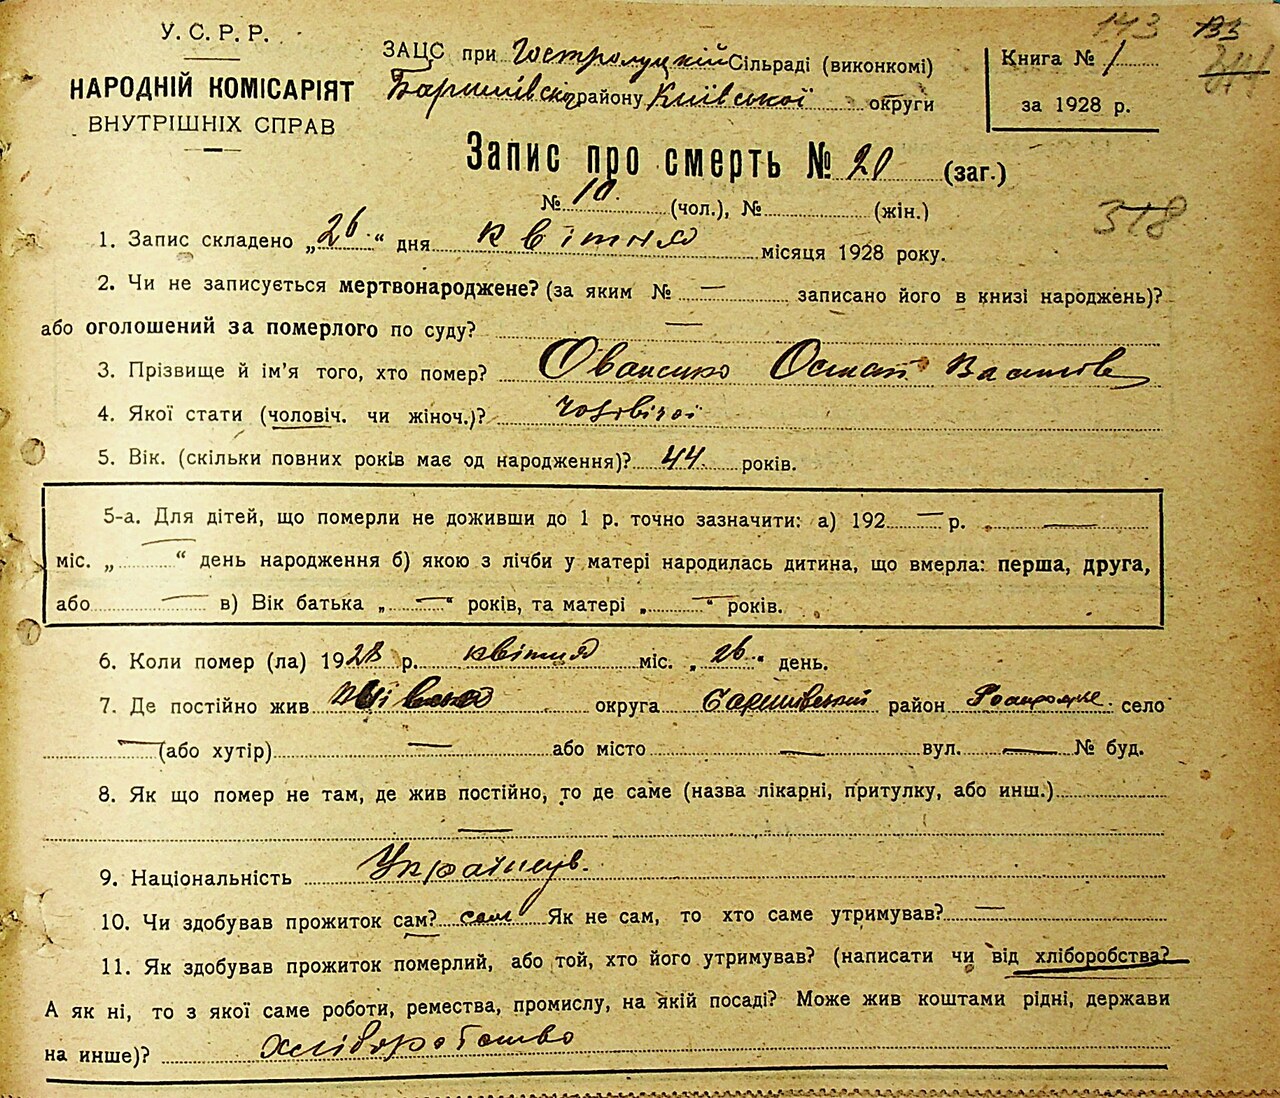 143 135
У. С. Р. Р.
314
НАРОДНІЙ КОМІСАРІЯТ
ВНУТРІШНІХ СПРАВ
ЗАЦС при Гостролуцкій Сільраді (виконкомі)
Баришівсько району Київської округи
Книга № 1
за 1928 р.
Запис про смерть № 20 (заг.)
№ 10. (чол.), № (жін.)
318
1. Запис складено „26.“ дня квітня місяця 1928 року.
2. Чи не записується мертвонароджене? (за яким № — записано його в книзі народжень)?
або оголошений за померлого по суду? —
3. Прізвище й ім'я того, хто помер? Остап Василів
4. Якої стати (чоловіч. чи жіноч.)? чоловічої
5. Вік. (скільки повних років має од народження)? 44 років.
5-а. Для дітей, що померли не доживши до 1 р. точно зазначити: а) 192 — р. —
міс. „ — “ день народження б) якою з лічби у матері народилась дитина, що вмерла: перша, друга,
або — в) Вік батька „ — “ років, та матері „ — “ років.
6. Коли помер (ла) 1928 р. квітня міс. „26.“ день.
7. Де постійно жив округа Баришівський район село
— (або хутір) — або місто — вул. — № буд.
8. Як що помер не там, де жив постійно, то де саме (назва лікарні, притулку, або инш.)
—
9. Національність Українець.
10. Чи здобував прожиток сам? сам Як не сам, то хто саме утримував? —
11. Як здобував прожиток померлий, або той, хто його утримував? (написати чи від хліборобства?
А як ні, то з якої саме роботи, ремества, промислу, на якій посаді? Може жив коштами рідні, держави
на инше)? Хліборобство